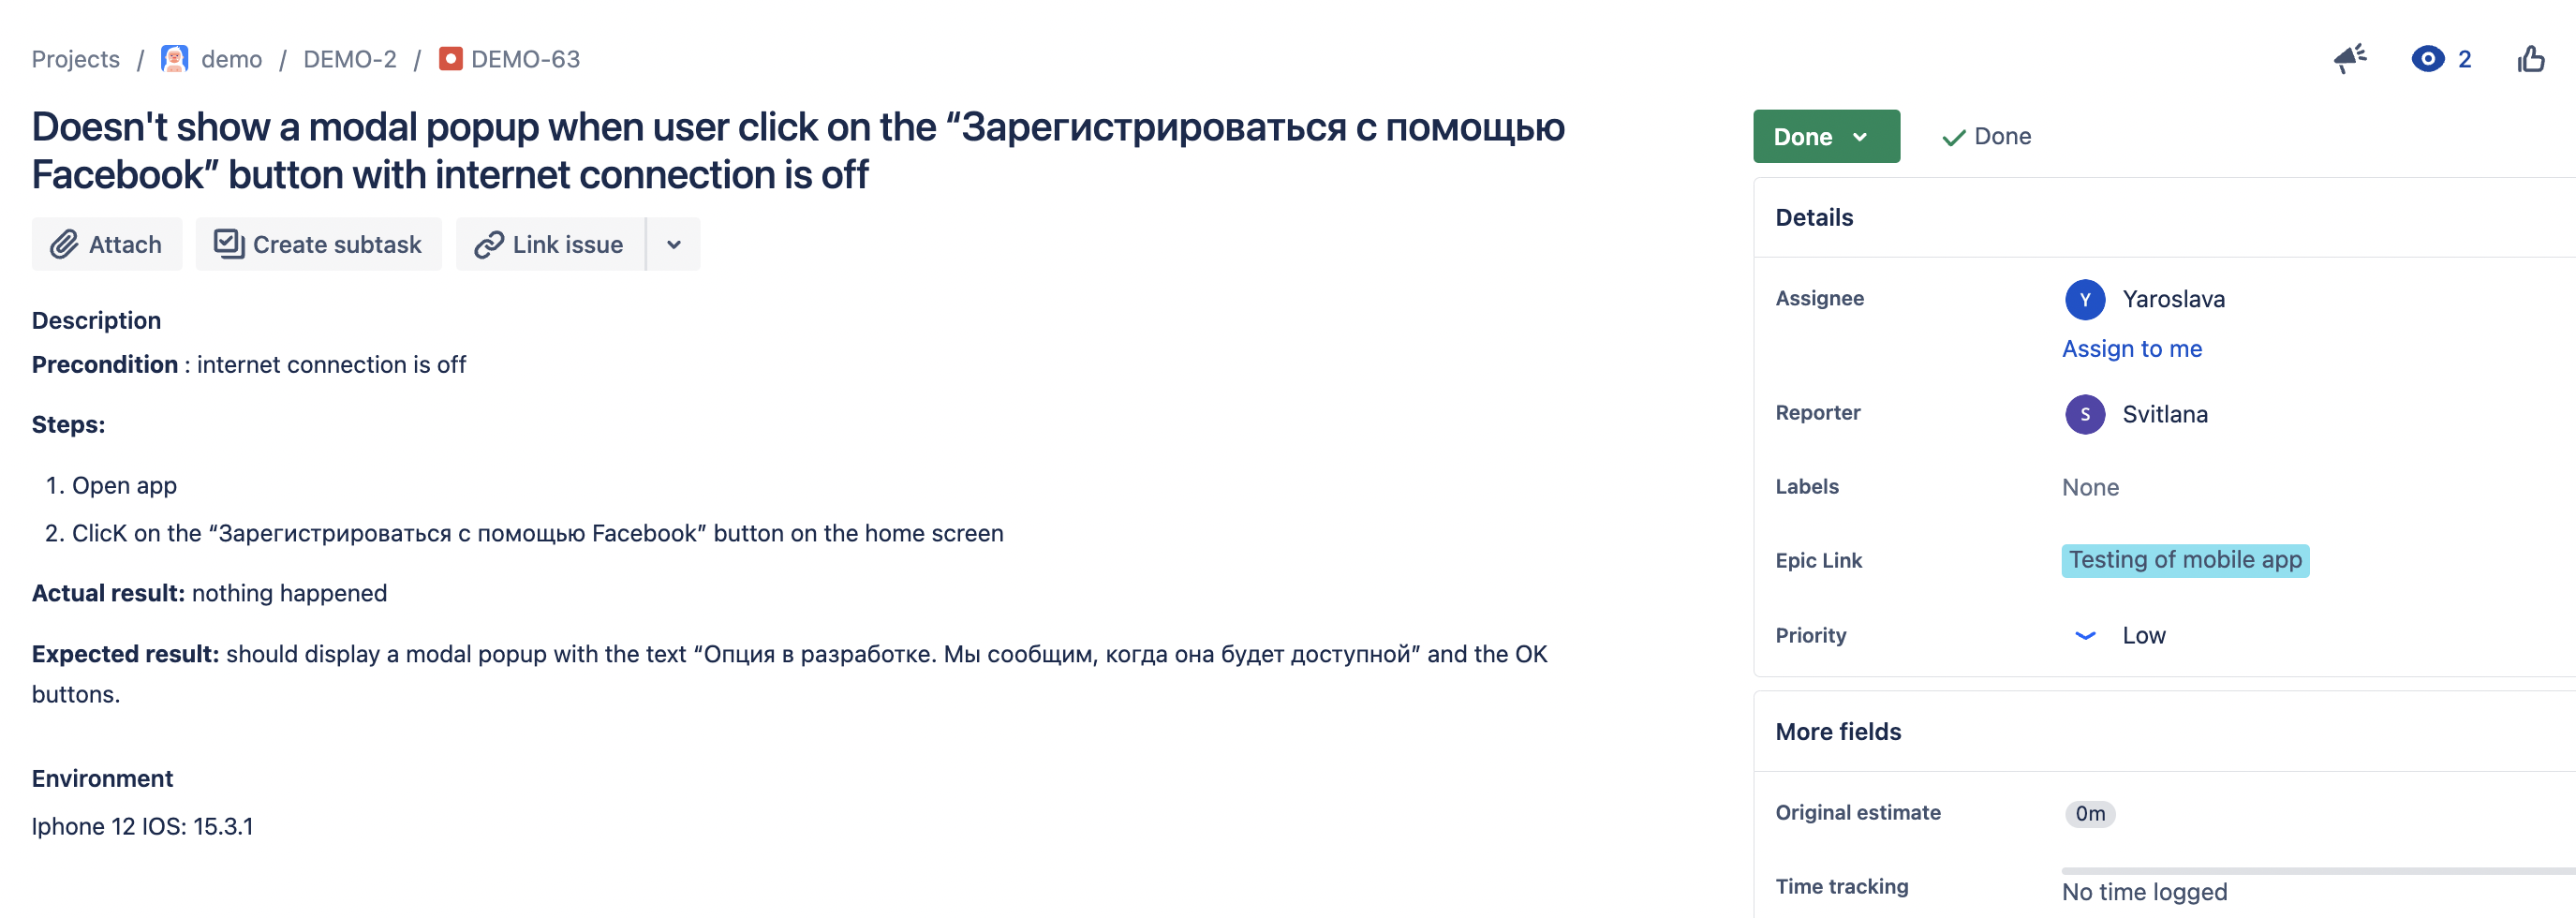 Projects / demo / DEMO-2 / DEMO-63
2
Doesn't show a modal popup when user click on the “Зарегистрироваться с помощью
Facebook” button with internet connection is off
Attach
Create subtask
Link issue
Description
Precondition : internet connection is off
Steps:
1. Open app
2. ClicK on the “Зарегистрироваться с помощью Facebook” button on the home screen
Actual result: nothing happened
Expected result: should display a modal popup with the text “Опция в разработке. Мы сообщим, когда она будет доступной” and the OK
buttons.
Environment
Iphone 12 IOS: 15.3.1
Done
Done
Details
Assignee
Y Yaroslava
Assign to me
Reporter
S Svitlana
Labels
None
Epic Link
Testing of mobile app
Priority
Low
More fields
Original estimate
0m
Time tracking
No time logged